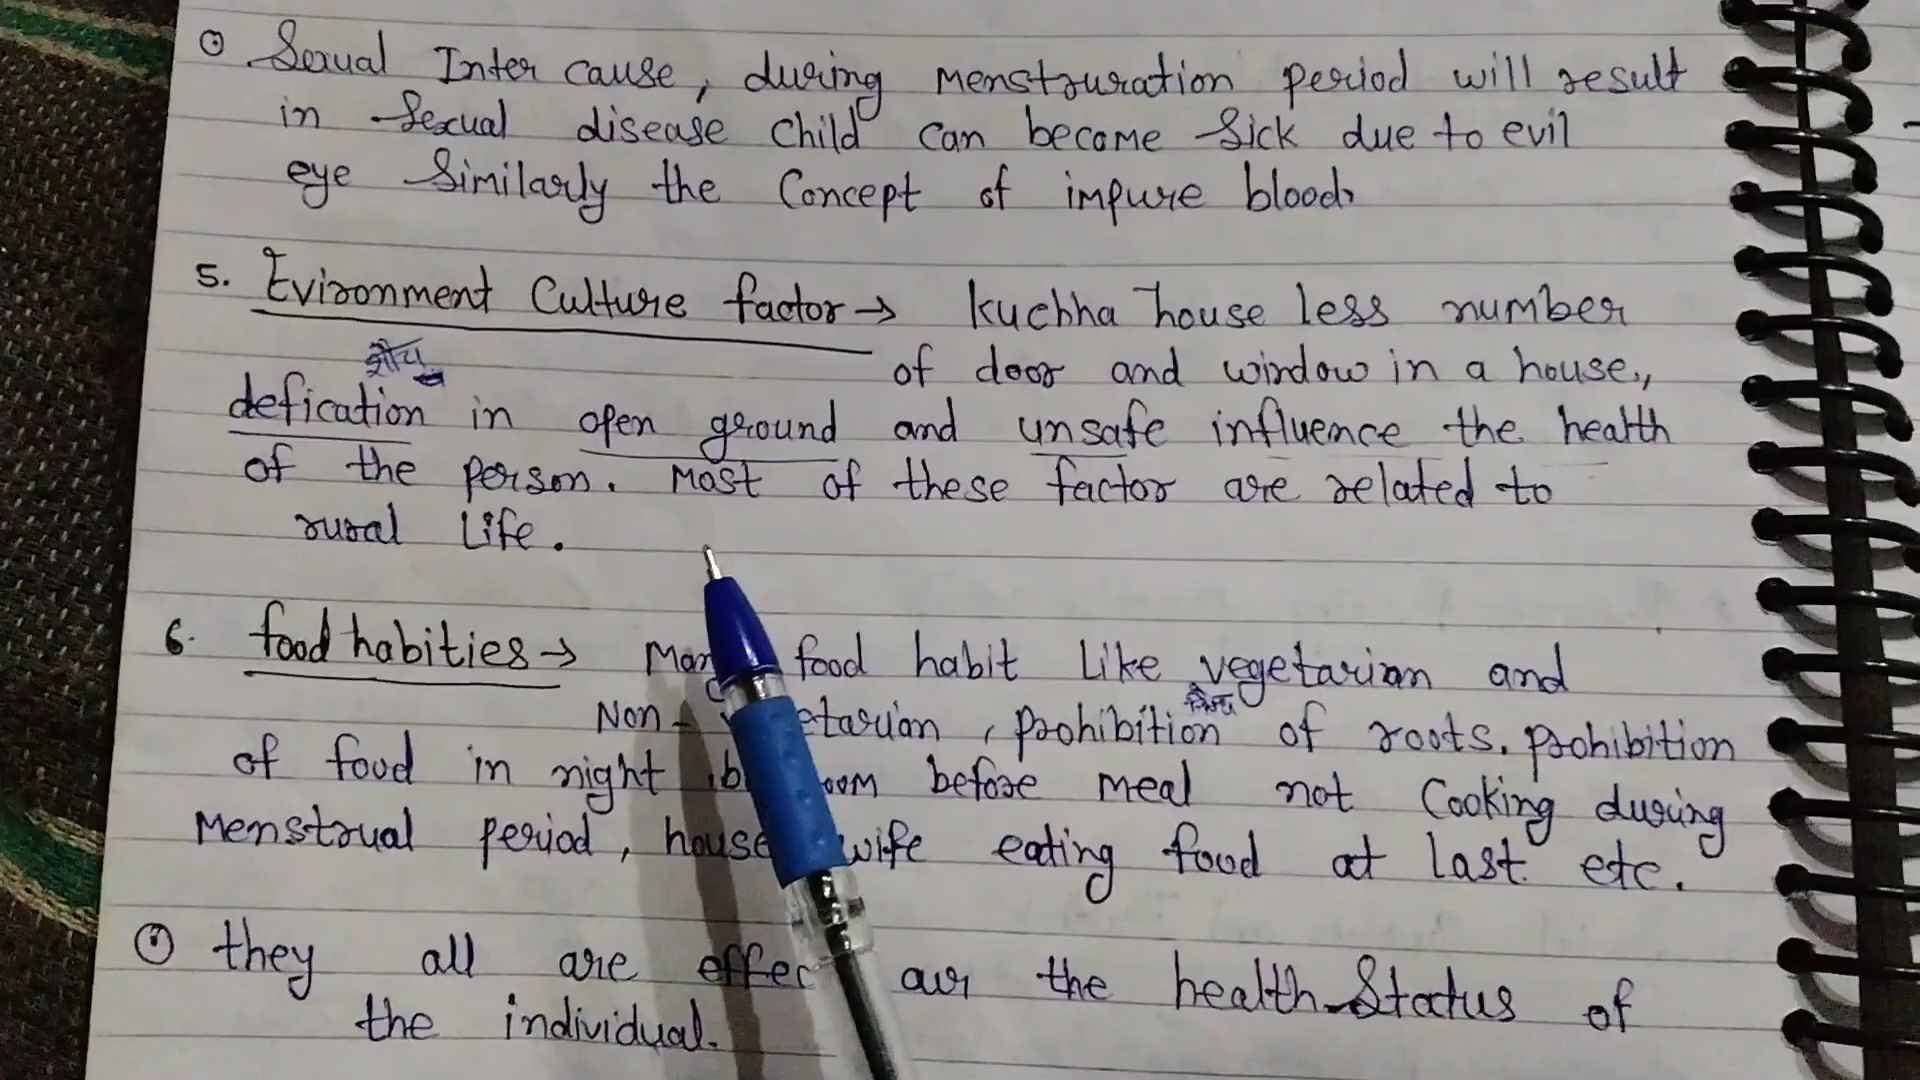 Sexual Inter cause, during menstruration period will result
in sexual disease child can become sick due to evil
eye similarly the concept of impure blood.
5. Evironment Culture factor → kuchha house less number
of door and window in a house,
शौच
defication in open ground and unsafe influence the health
of the person. Most of these factor are related to
rural life.
6. food habities → food habit like vegetarian and
Non- , prohibition of roots. prohibition
of food in night before meal not cooking during
menstrual period, house wife eating food at last etc.
they all are the health status of
the individual.